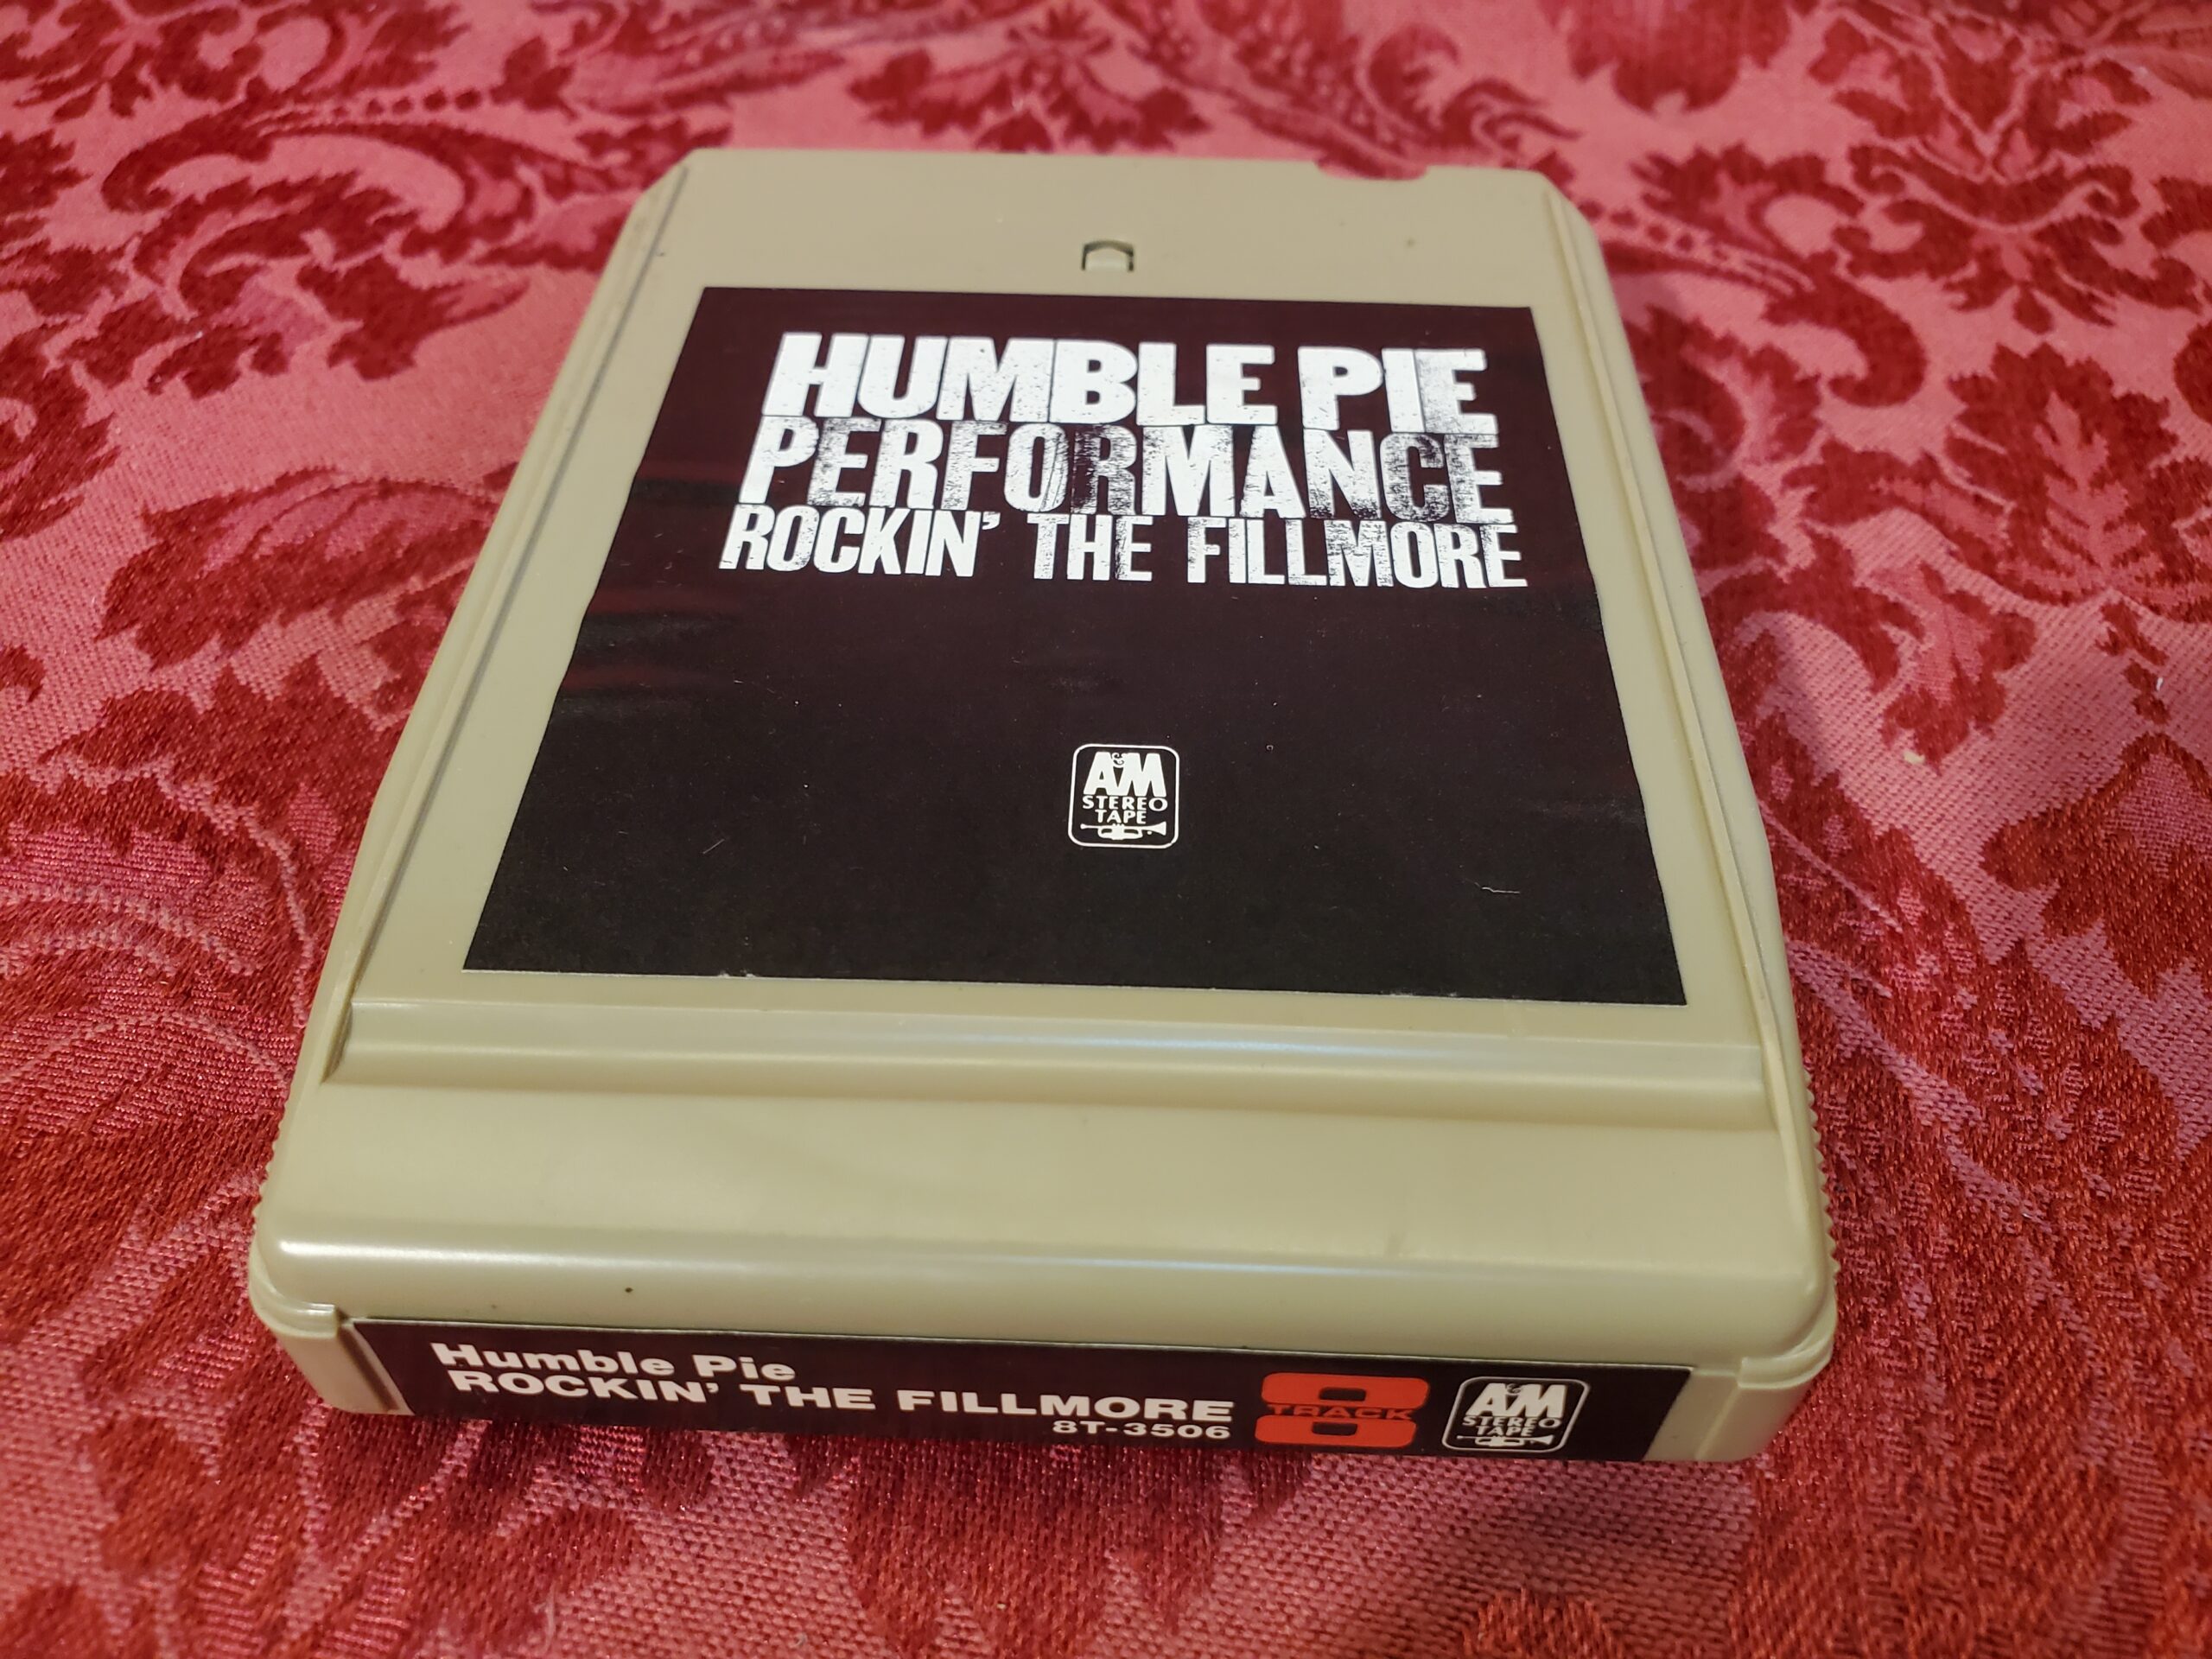 HUMBLE PIE
PERFORMANCE
ROCKIN' THE FILLMORE
A&M
STEREO
TAPE
Humble Pie
ROCKIN' THE FILLMORE
8T-3506
8
TRACK
A&M
STEREO
TAPE